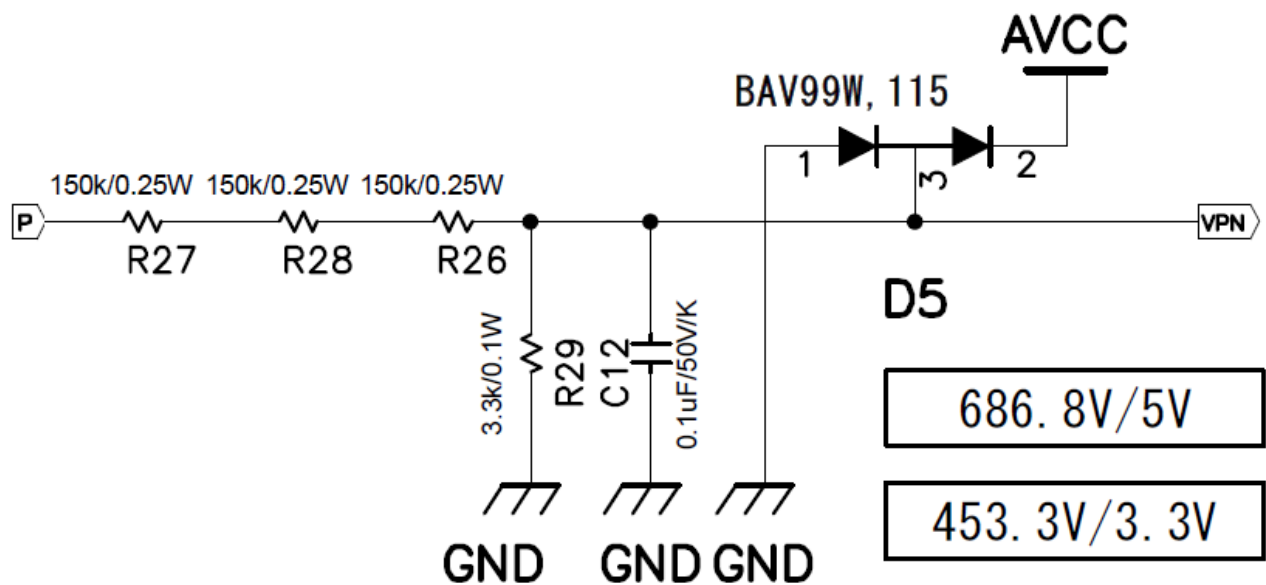 AVCC
BAV99W, 115
1
3
2
150k/0.25W 150k/0.25W 150k/0.25W
P
VPN
R27 R28 R26
D5
3.3k/0.1W
R29
C12
0.1uF/50V/K
686.8V/5V
453.3V/3.3V
GND GND GND